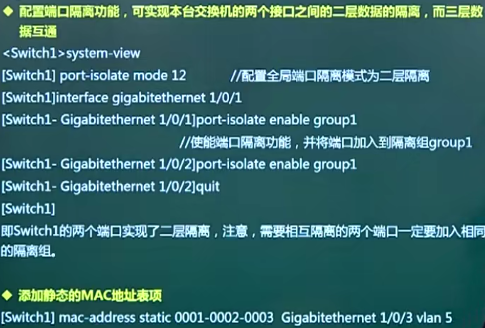 ◆ 配置端口隔离功能，可实现本台交换机的两个接口之间的二层数据的隔离，而三层数
据互通
<Switch1>system-view
[Switch1] port-isolate mode 12 //配置全局端口隔离模式为二层隔离
[Switch1]interface gigabitethernet 1/0/1
[Switch1- Gigabitethernet 1/0/1]port-isolate enable group1
//使能端口隔离功能，并将端口加入到隔离组group1
[Switch1- Gigabitethernet 1/0/2]port-isolate enable group1
[Switch1- Gigabitethernet 1/0/2]quit
[Switch1]
即Switch1的两个端口实现了二层隔离，注意，需要相互隔离的两个端口一定要加入相同
的隔离组。
◆ 添加静态的MAC地址表项
[Switch1] mac-address static 0001-0002-0003 Gigabitethernet 1/0/3 vlan 5